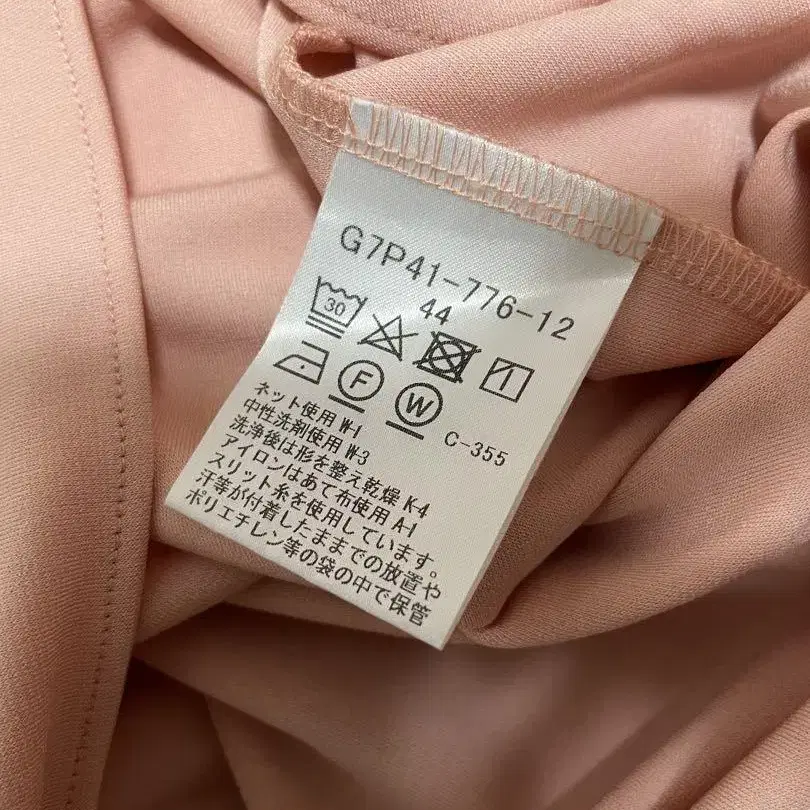 G7P41-776-12
44
30
F W C-355
ネット使用 W-1
中性洗剤使用 W-3
洗浄後は形を整え乾燥 K-4
アイロンはあて布使用 A-1
スリット糸を使用しています。
汗等が付着したままでの放置や
ポリエチレン等の袋の中で保管